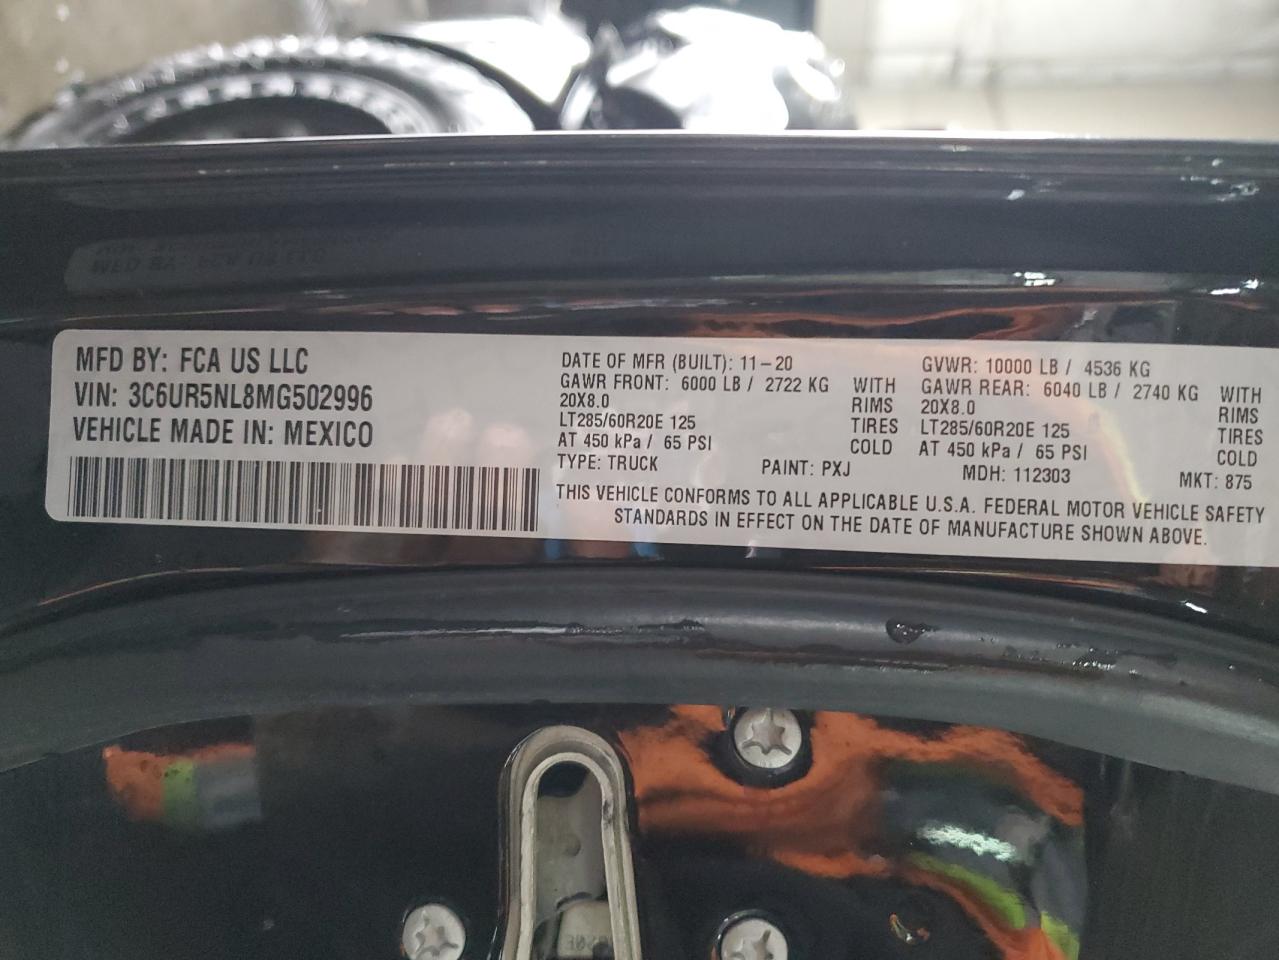 MFD BY: FCA US LLC
VIN: 3C6UR5NL8MG502996
VEHICLE MADE IN: MEXICO
DATE OF MFR (BUILT): 11-20
GAWR FRONT: 6000 LB / 2722 KG WITH
20X8.0 RIMS
LT285/60R20E 125 TIRES
AT 450 kPa / 65 PSI COLD
GVWR: 10000 LB / 4536 KG
GAWR REAR: 6040 LB / 2740 KG WITH
20X8.0 RIMS
LT285/60R20E 125 TIRES
AT 450 kPa / 65 PSI COLD
TYPE: TRUCK PAINT: PXJ MDH: 112303 MKT: 875
THIS VEHICLE CONFORMS TO ALL APPLICABLE U.S.A. FEDERAL MOTOR VEHICLE SAFETY
STANDARDS IN EFFECT ON THE DATE OF MANUFACTURE SHOWN ABOVE.